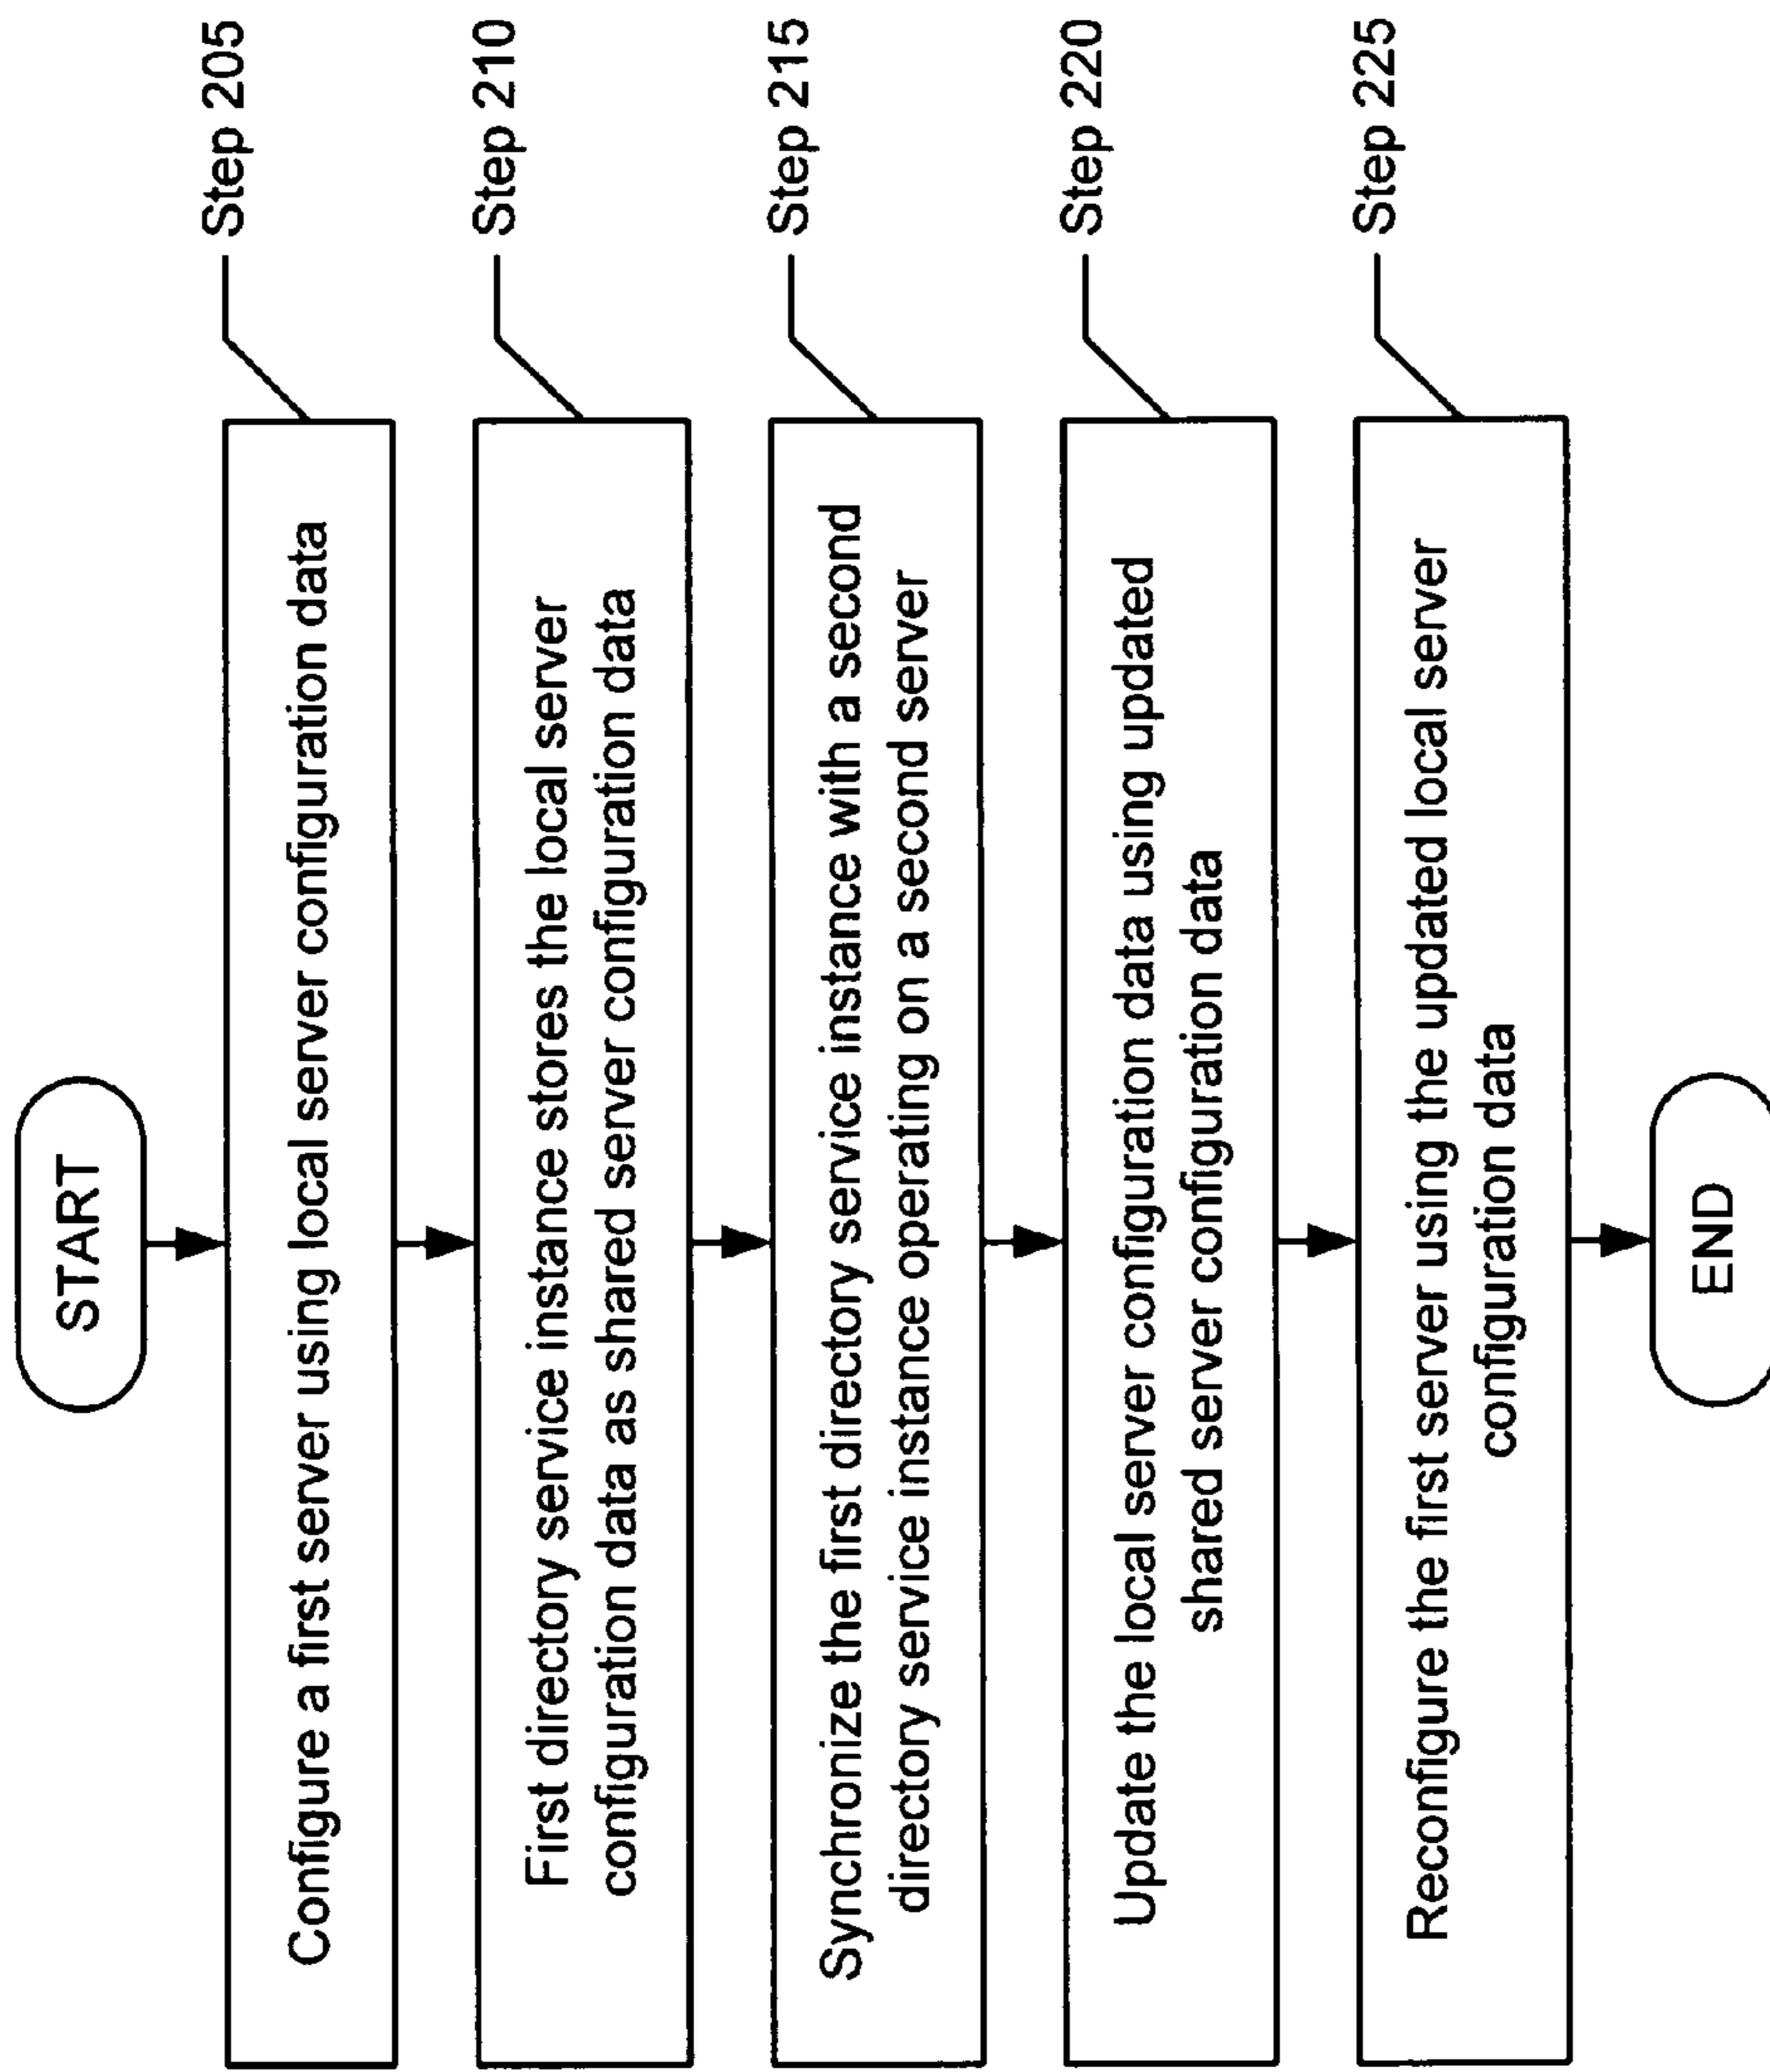 START
Configure a first server using local server configuration data
Step 205
First directory service instance stores the local server
configuration data as shared server configuration data
Step 210
Synchronize the first directory service instance with a second
directory service instance operating on a second server
Step 215
Update the local server configuration data using updated
shared server configuration data
Step 220
Reconfigure the first server using the updated local server
configuration data
Step 225
END